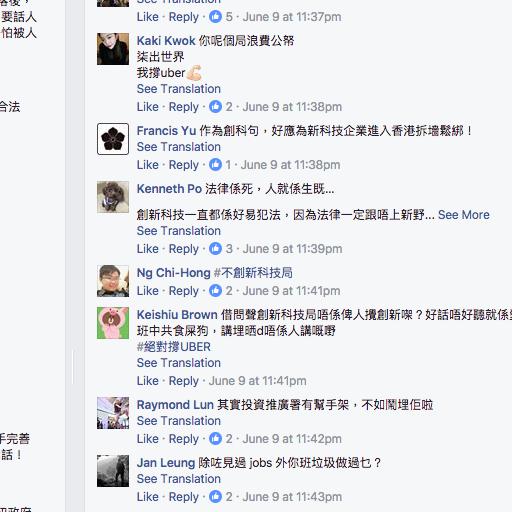 要話人
怕被人
合法
手完善
話！
Like · Reply · 5 · June 9 at 11:37pm
Kaki Kwok 你呢個局浪費公帑
柒出世界
我撐uber💪🏻
See Translation
Like · Reply · 2 · June 9 at 11:38pm
Francis Yu 作為創科句，好應為新科技企業進入香港拆墻鬆綁！
See Translation
Like · Reply · 1 · June 9 at 11:38pm
Kenneth Po 法律係死，人就係生既...
創新科技一直都係好易犯法，因為法律一定跟唔上新野... See More
See Translation
Like · Reply · 3 · June 9 at 11:39pm
Ng Chi-Hong #不創新科技局
Like · Reply · 2 · June 9 at 11:41pm
Keishiu Brown 借問聲創新科技局唔係俾人攪創新㗎？好話唔好聽就係
班中共食屎狗，講埋晒d唔係人講嘅嘢
#絕對撐UBER
See Translation
Like · Reply · June 9 at 11:41pm
Raymond Lun 其實投資推廣署有幫手架，不如鬧埋佢啦
See Translation
Like · Reply · 2 · June 9 at 11:42pm
Jan Leung 除咗見過 jobs 外你班垃圾做過乜？
See Translation
Like · Reply · 2 · June 9 at 11:43pm